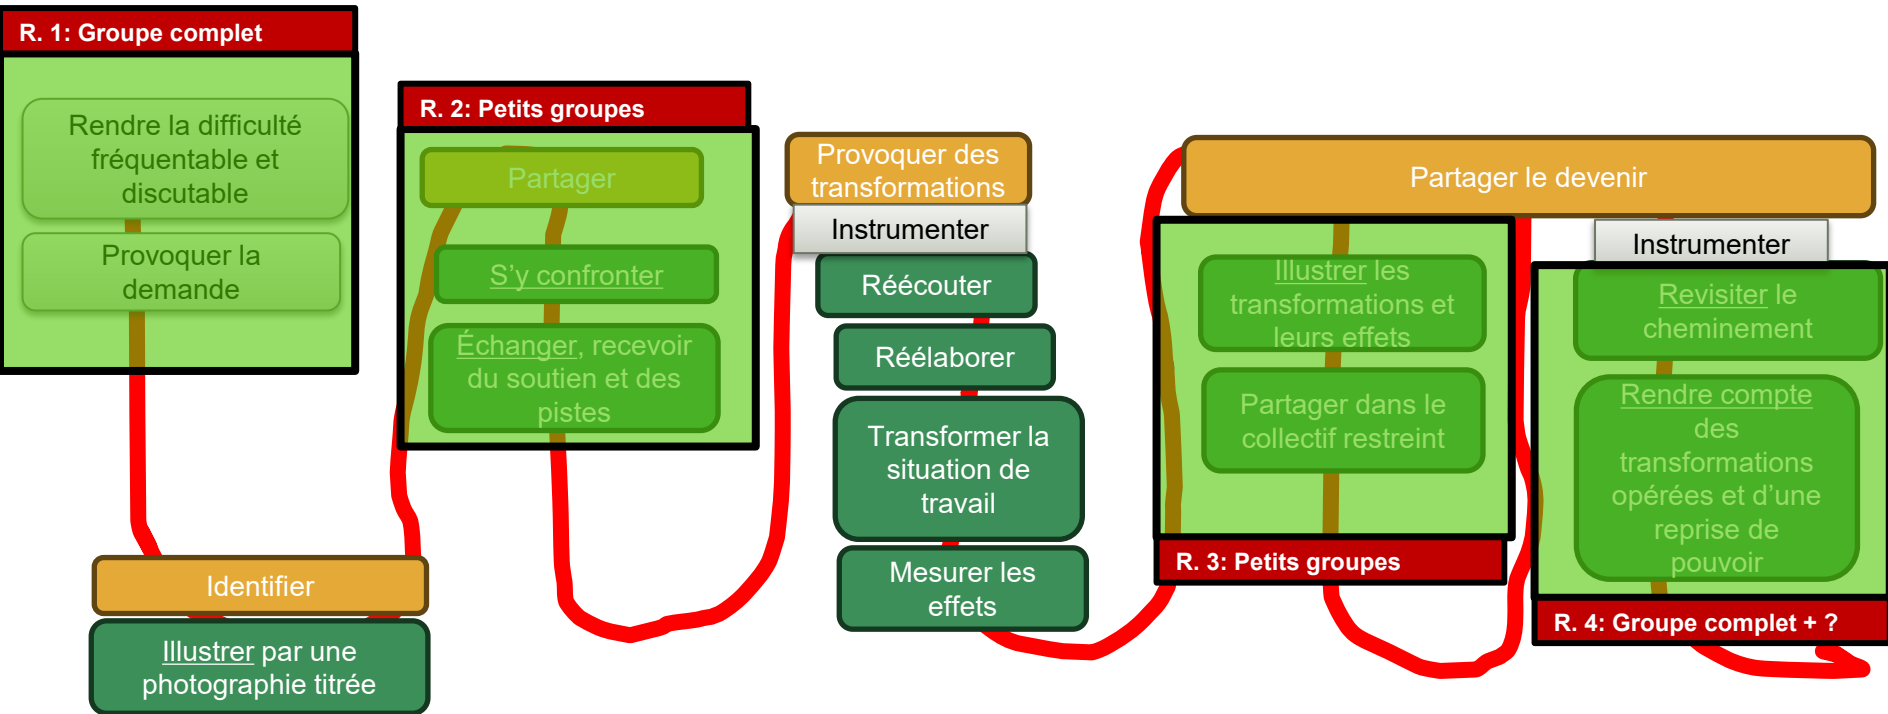 R. 1: Groupe complet
Rendre la difficulté
fréquentable et
discutable
Provoquer la
demande
Identifier
Illustrer par une
photographie titrée
R. 2: Petits groupes
Partager
S’y confronter
Échanger, recevoir
du soutien et des
pistes
Provoquer des
transformations
Instrumenter
Réécouter
Réélaborer
Transformer la
situation de
travail
Mesurer les
effets
Partager le devenir
Illustrer les
transformations et
leurs effets
Partager dans le
collectif restreint
R. 3: Petits groupes
Instrumenter
Revisiter le
cheminement
Rendre compte
des
transformations
opérées et d’une
reprise de
pouvoir
R. 4: Groupe complet + ?